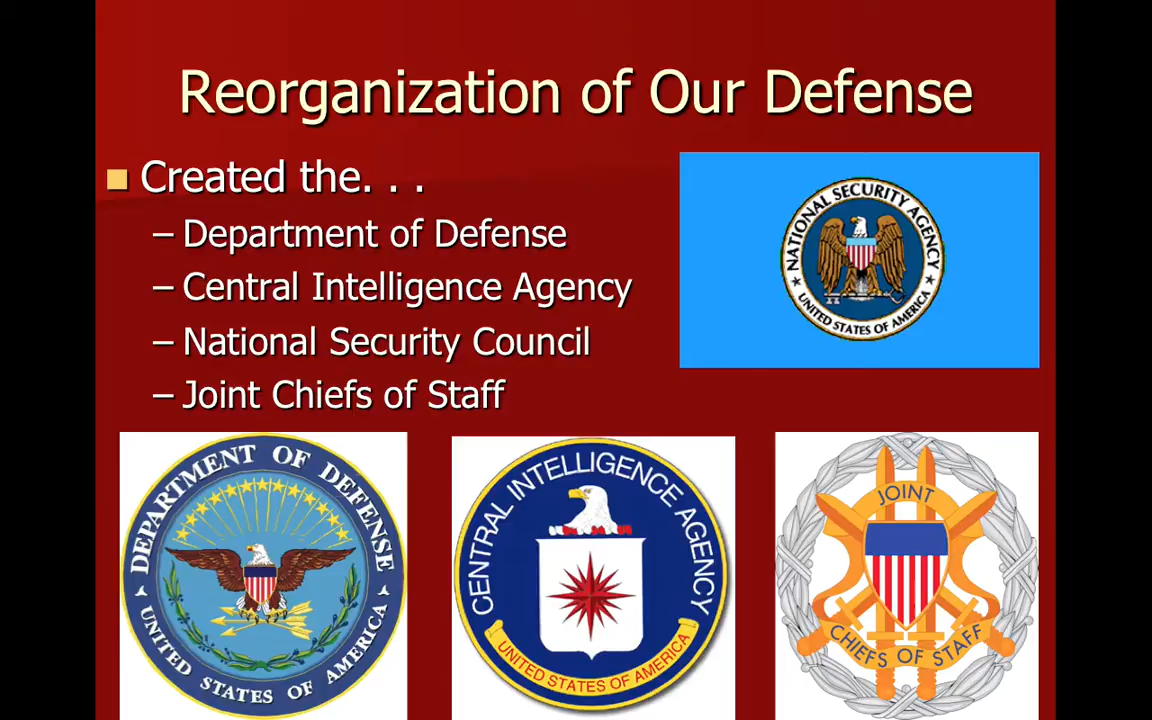 Reorganization of Our Defense
Created the. . .
– Department of Defense
– Central Intelligence Agency
– National Security Council
– Joint Chiefs of Staff
NATIONAL SECURITY AGENCY
UNITED STATES OF AMERICA
DEPARTMENT OF DEFENSE
UNITED STATES OF AMERICA
CENTRAL INTELLIGENCE AGENCY
UNITED STATES OF AMERICA
JOINT
CHIEFS OF STAFF